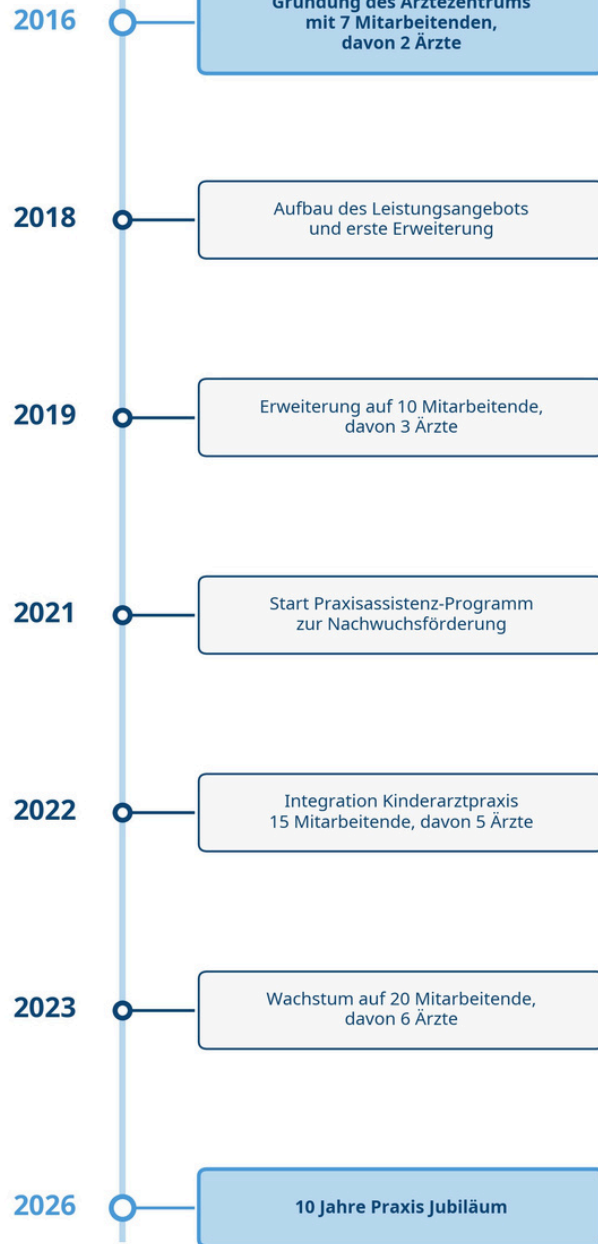 2016
Gründung des Ärztezentrums
mit 7 Mitarbeitenden,
davon 2 Ärzte
2018
Aufbau des Leistungsangebots
und erste Erweiterung
2019
Erweiterung auf 10 Mitarbeitende,
davon 3 Ärzte
2021
Start Praxisassistenz-Programm
zur Nachwuchsförderung
2022
Integration Kinderarztpraxis
15 Mitarbeitende, davon 5 Ärzte
2023
Wachstum auf 20 Mitarbeitende,
davon 6 Ärzte
2026
10 Jahre Praxis Jubiläum